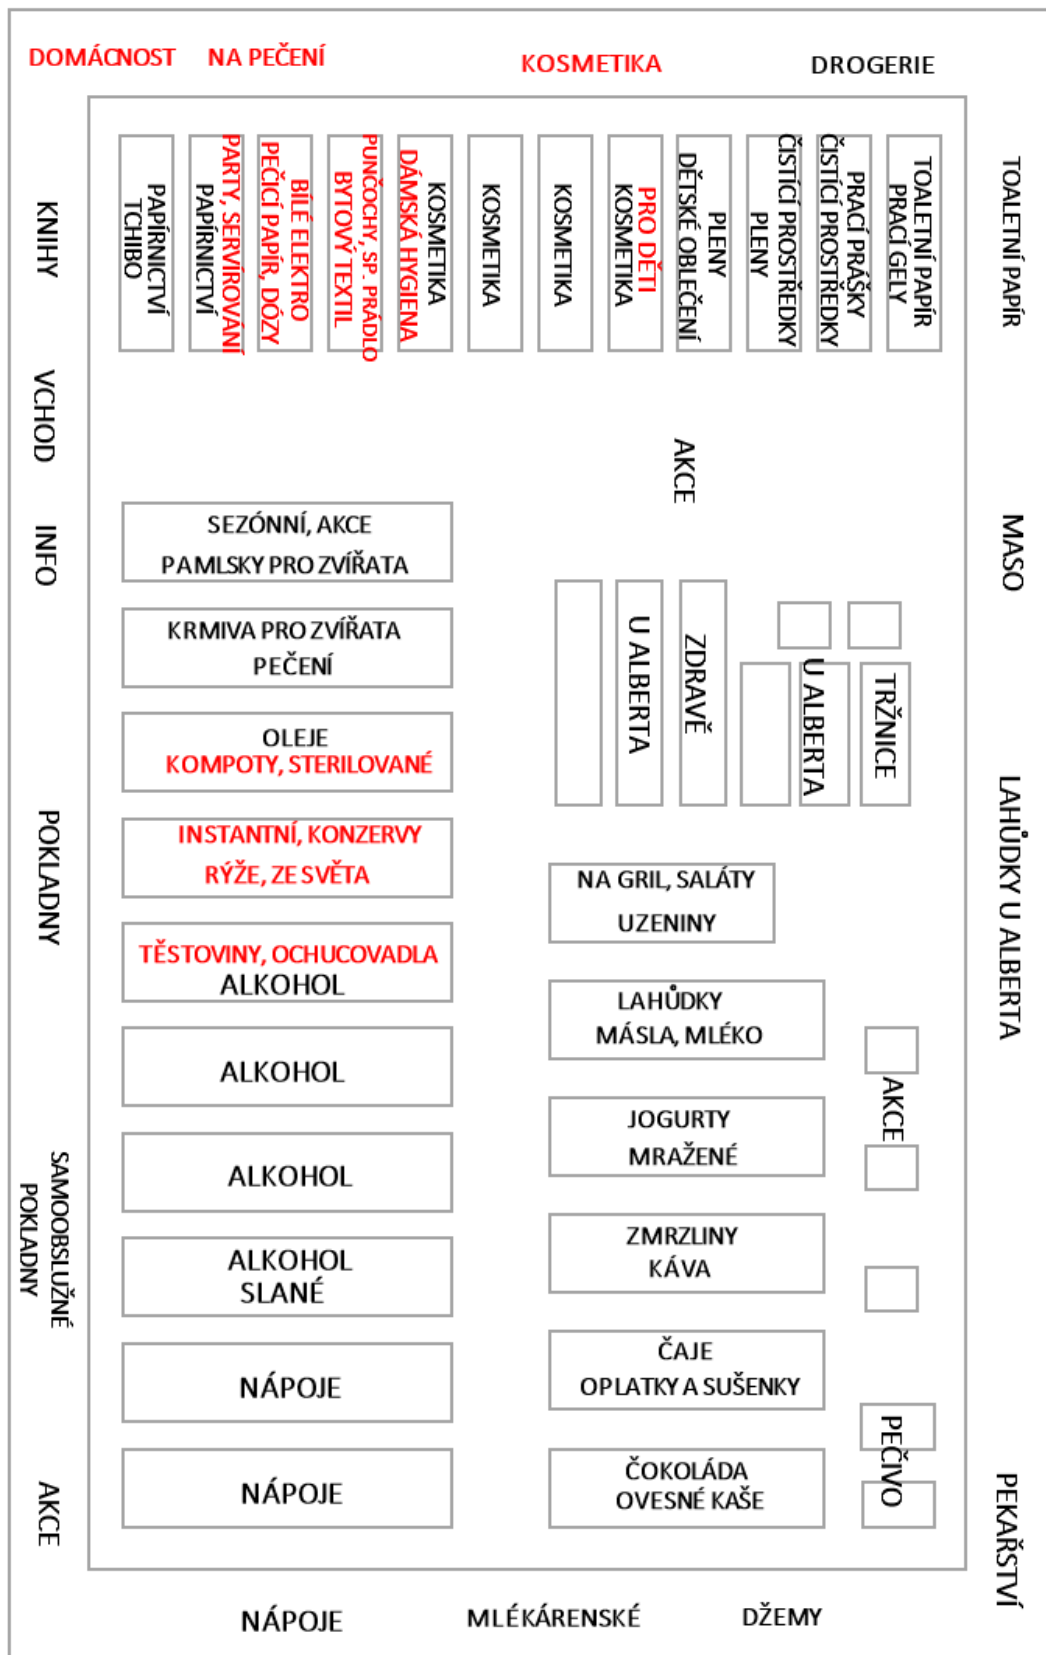 DOMÁCNOST
NA PEČENÍ
KOSMETIKA
DROGERIE
KNIHY
VCHOD
INFO
POKLADNY
SAMOOBSLUŽNÉ
POKLADNY
AKCE
PAPÍRNICTVÍ
TCHIBO
PARTY, SERVÍROVÁNÍ
PAPÍRNICTVÍ
BÍLÉ ELEKTRO
PEČICÍ PAPÍR, DÓZY
PUNČOCHY, SP. PRÁDLO
BYTOVÝ TEXTIL
KOSMETIKA
DÁMSKÁ HYGIENA
KOSMETIKA
KOSMETIKA
PRO DĚTI
KOSMETIKA
PLENY
DĚTSKÉ OBLEČENÍ
ČISTÍCÍ PROSTŘEDKY
PLENY
PRACÍ PRÁŠKY
ČISTÍCÍ PROSTŘEDKY
TOALETNÍ PAPÍR
PRACÍ GELY
TOALETNÍ PAPÍR
AKCE
SEZÓNNÍ, AKCE
PAMLSKY PRO ZVÍŘATA
KRMIVA PRO ZVÍŘATA
PEČENÍ
OLEJE
KOMPOTY, STERILOVANÉ
INSTANTNÍ, KONZERVY
RÝŽE, ZE SVĚTA
TĚSTOVINY, OCHUCOVADLA
ALKOHOL
ALKOHOL
ALKOHOL
ALKOHOL
SLANÉ
NÁPOJE
NÁPOJE
U ALBERTA
ZDRAVĚ
U ALBERTA
TRŽNICE
NA GRIL, SALÁTY
UZENINY
LAHŮDKY
MÁSLA, MLÉKO
JOGURTY
MRAŽENÉ
ZMRZLINY
KÁVA
ČAJE
OPLATKY A SUŠENKY
ČOKOLÁDA
OVESNÉ KAŠE
AKCE
PEČIVO
MASO
LAHŮDKY U ALBERTA
PEKAŘSTVÍ
NÁPOJE
MLÉKÁRENSKÉ
DŽEMY